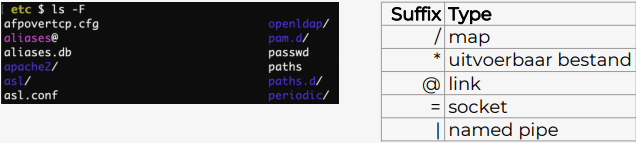 etc $ ls -F
afpovertcp.cfg openldap/
aliases@ pam.d/
aliases.db passwd
apache2/ paths
asl/ paths.d/
asl.conf periodic/
Suffix Type
/ map
* uitvoerbaar bestand
@ link
= socket
| named pipe